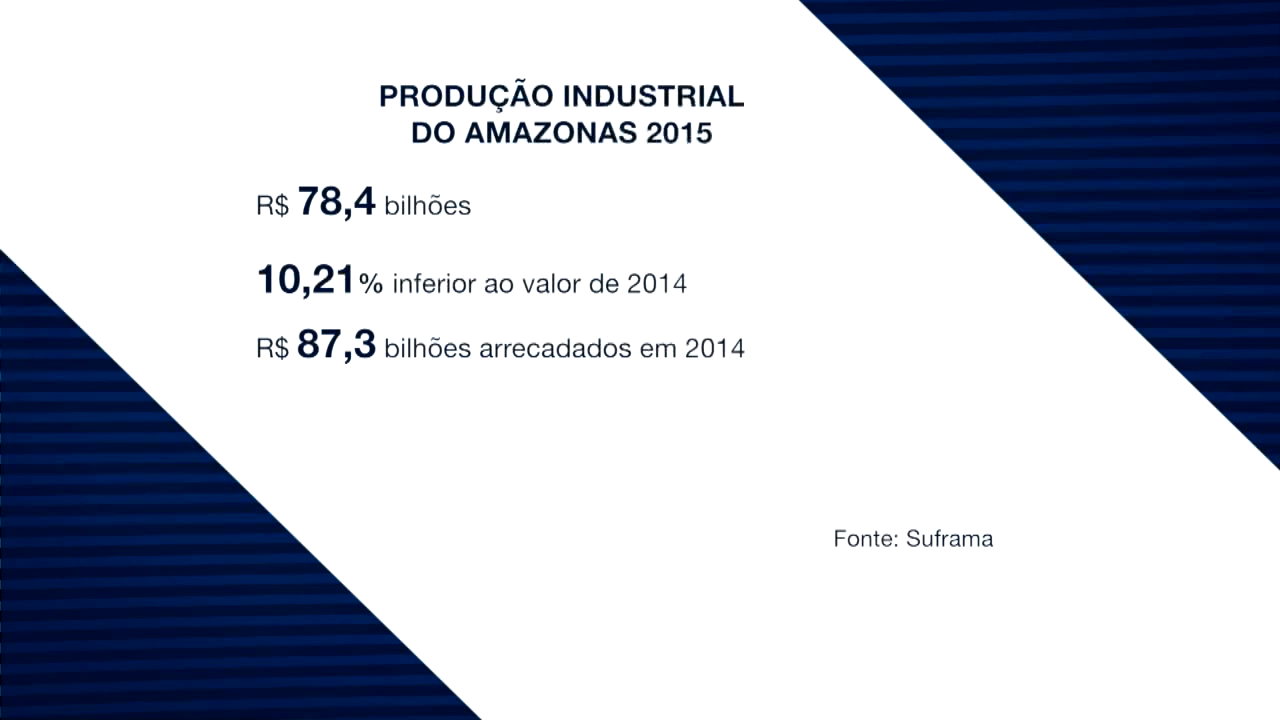 PRODUÇÃO INDUSTRIAL
DO AMAZONAS 2015
R$ 78,4 bilhões
10,21% inferior ao valor de 2014
R$ 87,3 bilhões arrecadados em 2014
Fonte: Suframa